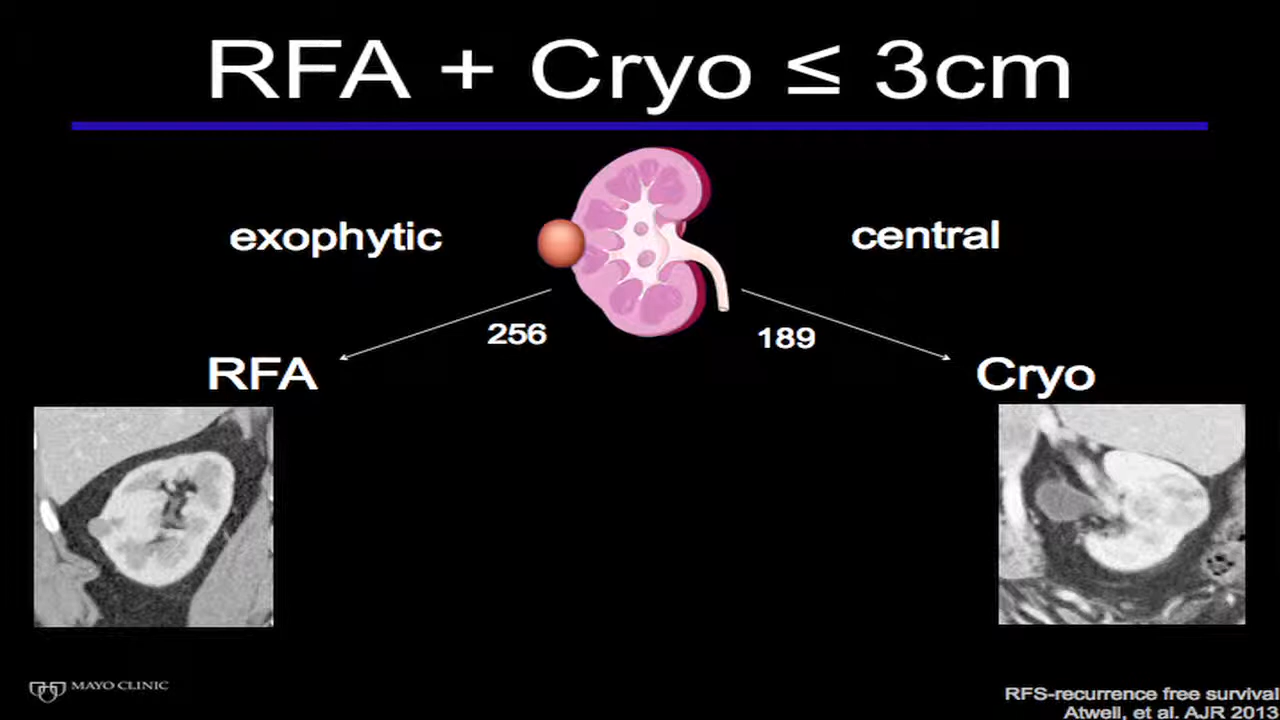 RFA + Cryo ≤ 3cm
exophytic
central
256
189
RFA
Cryo
MAYO CLINIC
RFS-recurrence free survival
Atwell, et al. AJR 2013